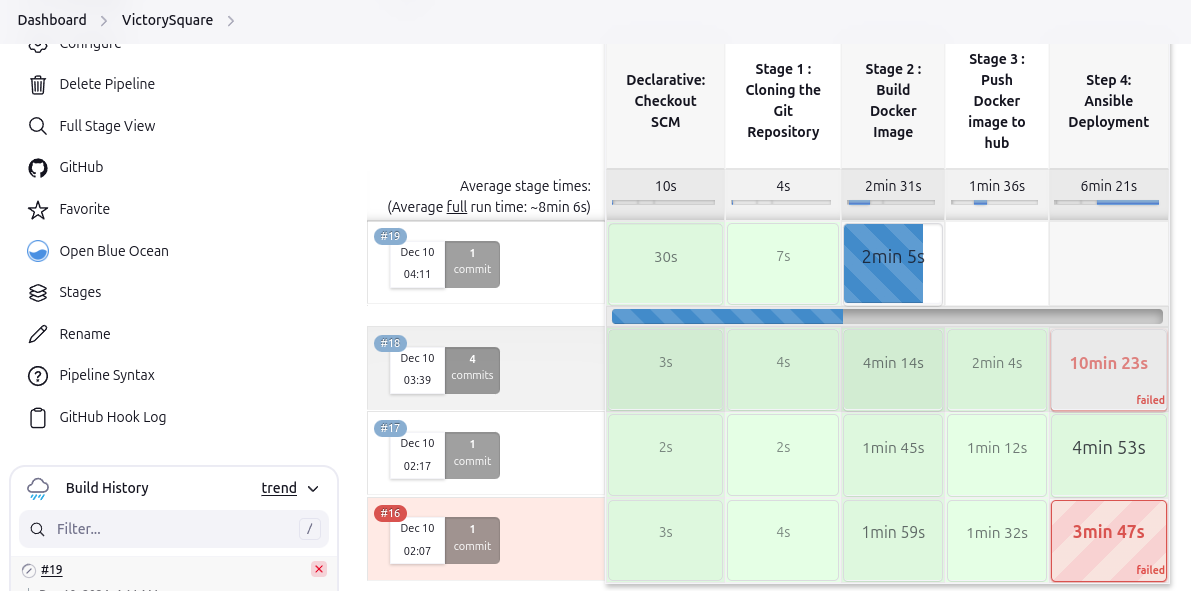 Dashboard VictorySquare
Configure
Delete Pipeline
Full Stage View
GitHub
Favorite
Open Blue Ocean
Stages
Rename
Pipeline Syntax
GitHub Hook Log
Build History trend
Filter... /
#19
Declarative:
Checkout
SCM
Stage 1 :
Cloning the
Git
Repository
Stage 2 :
Build
Docker
Image
Stage 3 :
Push
Docker
image to
hub
Step 4:
Ansible
Deployment
Average stage times:
(Average full run time: ~8min 6s)
10s 4s 2min 31s 1min 36s 6min 21s
#19
Dec 10
04:11
1
commit
30s 7s 2min 5s
#18
Dec 10
03:39
4
commits
3s 4s 4min 14s 2min 4s 10min 23s
failed
#17
Dec 10
02:17
1
commit
2s 2s 1min 45s 1min 12s 4min 53s
#16
Dec 10
02:07
1
commit
3s 4s 1min 59s 1min 32s 3min 47s
failed